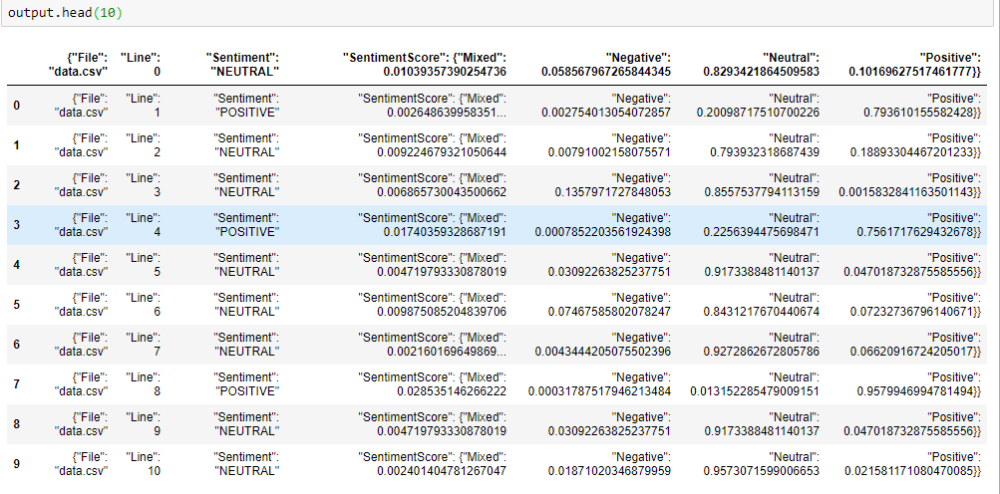 output.head(10)
{"File": "Line": "Sentiment": "SentimentScore": {"Mixed": "Negative": "Neutral": "Positive":
"data.csv" 0 "NEUTRAL" 0.01039357390254736 0.058567967265844345 0.8293421864509583 0.10169627517461777}}
0 {"File": "Line": "Sentiment": "SentimentScore": {"Mixed": "Negative": "Neutral": "Positive":
"data.csv" 1 "POSITIVE" 0.002648639958351... 0.002754013054072857 0.20098717510700226 0.793610155582428}}
1 {"File": "Line": "Sentiment": "SentimentScore": {"Mixed": "Negative": "Neutral": "Positive":
"data.csv" 2 "NEUTRAL" 0.009224679321050644 0.00791002158075571 0.793932318687439 0.18893304467201233}}
2 {"File": "Line": "Sentiment": "SentimentScore": {"Mixed": "Negative": "Neutral": "Positive":
"data.csv" 3 "NEUTRAL" 0.006865730043500662 0.1357971727848053 0.8557537794113159 0.0015832841163501143}}
3 {"File": "Line": "Sentiment": "SentimentScore": {"Mixed": "Negative": "Neutral": "Positive":
"data.csv" 4 "POSITIVE" 0.01740359328687191 0.0007852203561924398 0.2256394475698471 0.7561717629432678}}
4 {"File": "Line": "Sentiment": "SentimentScore": {"Mixed": "Negative": "Neutral": "Positive":
"data.csv" 5 "NEUTRAL" 0.004719793330878019 0.03092263825237751 0.9173388481140137 0.047018732875585556}}
5 {"File": "Line": "Sentiment": "SentimentScore": {"Mixed": "Negative": "Neutral": "Positive":
"data.csv" 6 "NEUTRAL" 0.009875085204839706 0.07467585802078247 0.8431217670440674 0.07232736796140671}}
6 {"File": "Line": "Sentiment": "SentimentScore": {"Mixed": "Negative": "Neutral": "Positive":
"data.csv" 7 "NEUTRAL" 0.002160169649869... 0.0043444205075502396 0.9272862672805786 0.06620916724205017}}
7 {"File": "Line": "Sentiment": "SentimentScore": {"Mixed": "Negative": "Neutral": "Positive":
"data.csv" 8 "POSITIVE" 0.028535146266222 0.00031787517946213484 0.013152285479009151 0.9579946994781494}}
8 {"File": "Line": "Sentiment": "SentimentScore": {"Mixed": "Negative": "Neutral": "Positive":
"data.csv" 9 "NEUTRAL" 0.004719793330878019 0.03092263825237751 0.9173388481140137 0.047018732875585556}}
9 {"File": "Line": "Sentiment": "SentimentScore": {"Mixed": "Negative": "Neutral": "Positive":
"data.csv" 10 "NEUTRAL" 0.002401404781267047 0.01871020346879959 0.9573071599006653 0.021581171080470085}}